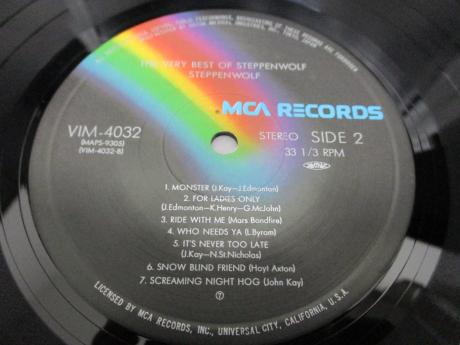 THE VERY BEST OF STEPPENWOLF
STEPPENWOLF
MCA RECORDS
VIM-4032
(MAPS-9305)
(VIM-4032-B)
STEREO SIDE 2
33 1/3 RPM
1. MONSTER (J.Kay—J.Edmonton)
2. FOR LADIES ONLY
(J.Edmonton—K.Henry—G.McJohn)
3. RIDE WITH ME (Mars Bondfire)
4. WHO NEEDS YA (L.Byrom)
5. IT'S NEVER TOO LATE
(J.Kay—N.St.Nicholas)
6. SNOW BLIND FRIEND (Hoyt Axton)
7. SCREAMING NIGHT HOG (John Kay)
LICENSED BY MCA RECORDS, INC., UNIVERSAL CITY, CALIFORNIA, U.S.A.